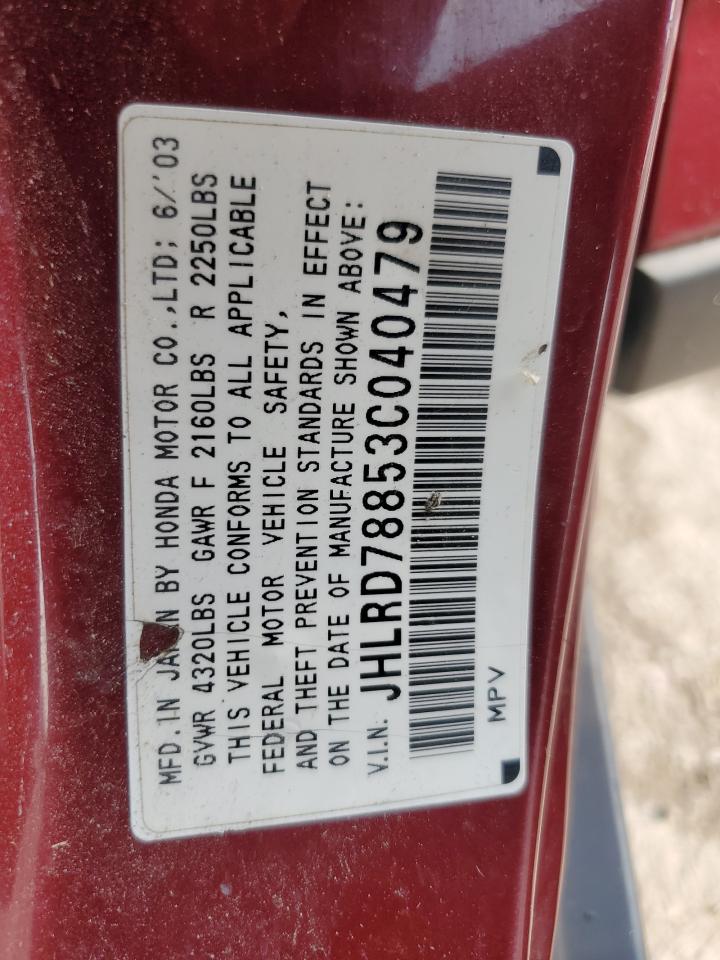 MFD. IN JAPAN BY HONDA MOTOR CO.,LTD; 6/'03
GVWR 4320LBS GAWR F 2160LBS R 2250LBS
THIS VEHICLE CONFORMS TO ALL APPLICABLE
FEDERAL MOTOR VEHICLE SAFETY,
AND THEFT PREVENTION STANDARDS IN EFFECT
ON THE DATE OF MANUFACTURE SHOWN ABOVE:
V.I.N. JHLRD78853C040479
MPV